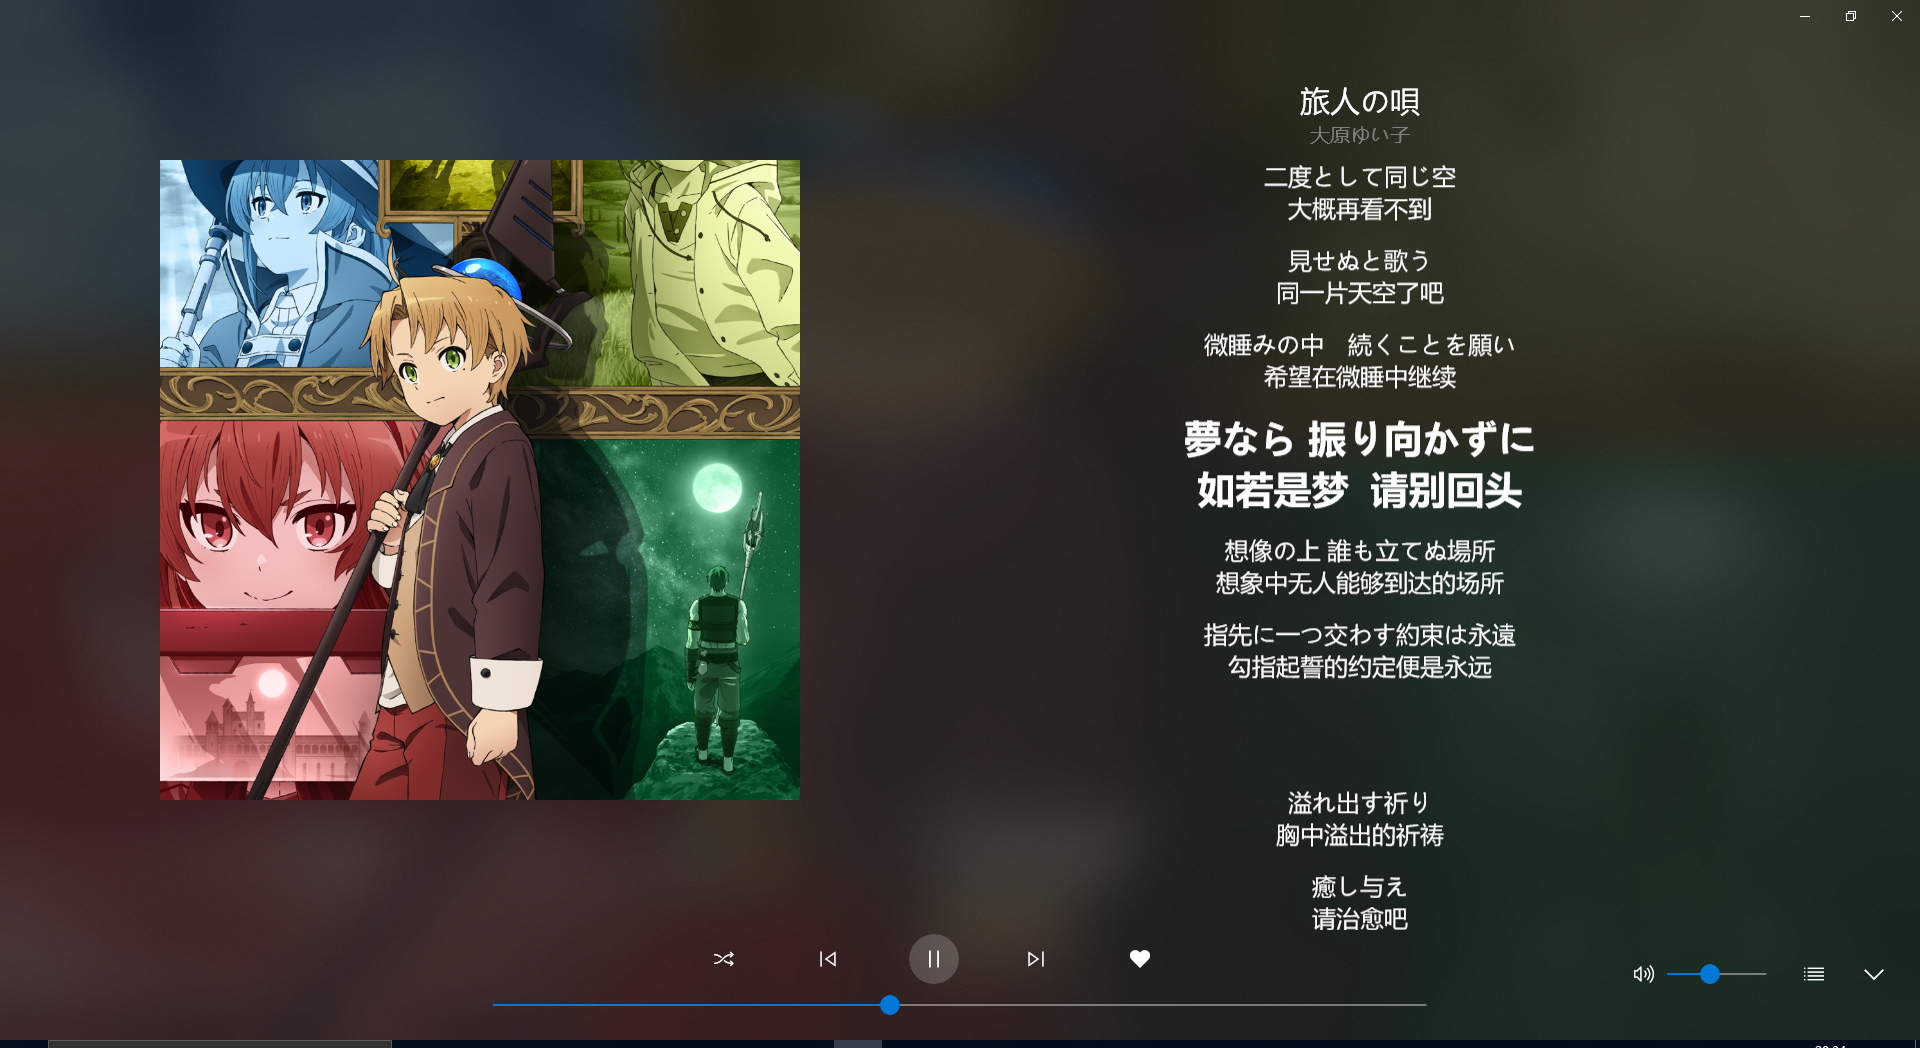 旅人の唄
大原ゆい子
二度として同じ空
大概再看不到
見せぬと歌う
同一片天空了吧
微睡みの中　続くことを願い
希望在微睡中继续
夢なら 振り向かずに
如若是梦  请别回头
想像の上 誰も立てぬ場所
想象中无人能够到达的场所
指先に一つ交わす約束は永遠
勾指起誓的约定便是永远
溢れ出す祈り
胸中溢出的祈祷
癒し与え
请治愈吧